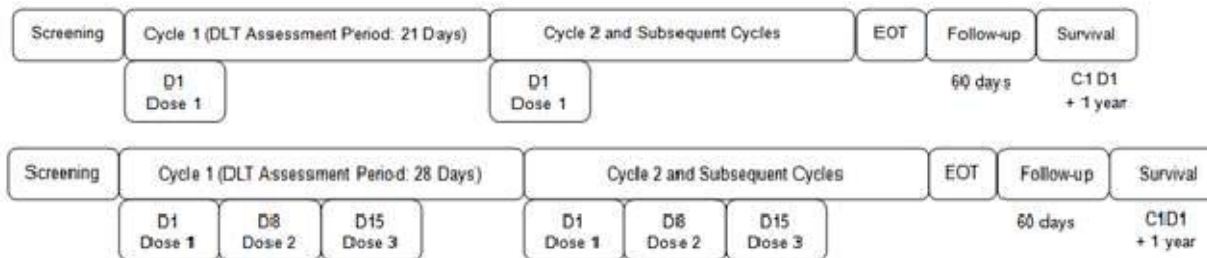 Screening Cycle 1 (DLT Assessment Period: 21 Days) Cycle 2 and Subsequent Cycles EOT Follow-up Survival
D1 D1 60 days C1D1
Dose 1 Dose 1 + 1 year
Screening Cycle 1 (DLT Assessment Period: 28 Days) Cycle 2 and Subsequent Cycles EOT Follow-up Survival
D1 D8 D15 D1 D8 D15 60 days C1D1
Dose 1 Dose 2 Dose 3 Dose 1 Dose 2 Dose 3 + 1 year